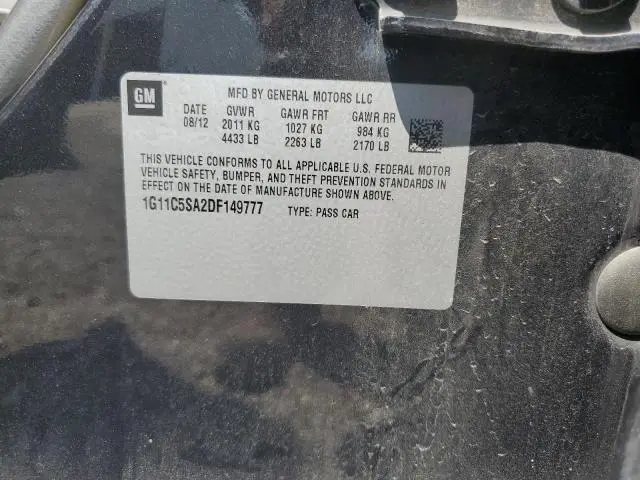 GM
MFD BY GENERAL MOTORS LLC
DATE GVWR GAWR FRT GAWR RR
08/12 2011 KG 1027 KG 984 KG
4433 LB 2263 LB 2170 LB
THIS VEHICLE CONFORMS TO ALL APPLICABLE U.S. FEDERAL MOTOR
VEHICLE SAFETY, BUMPER, AND THEFT PREVENTION STANDARDS IN
EFFECT ON THE DATE OF MANUFACTURE SHOWN ABOVE.
1G11C5SA2DF149777 TYPE: PASS CAR